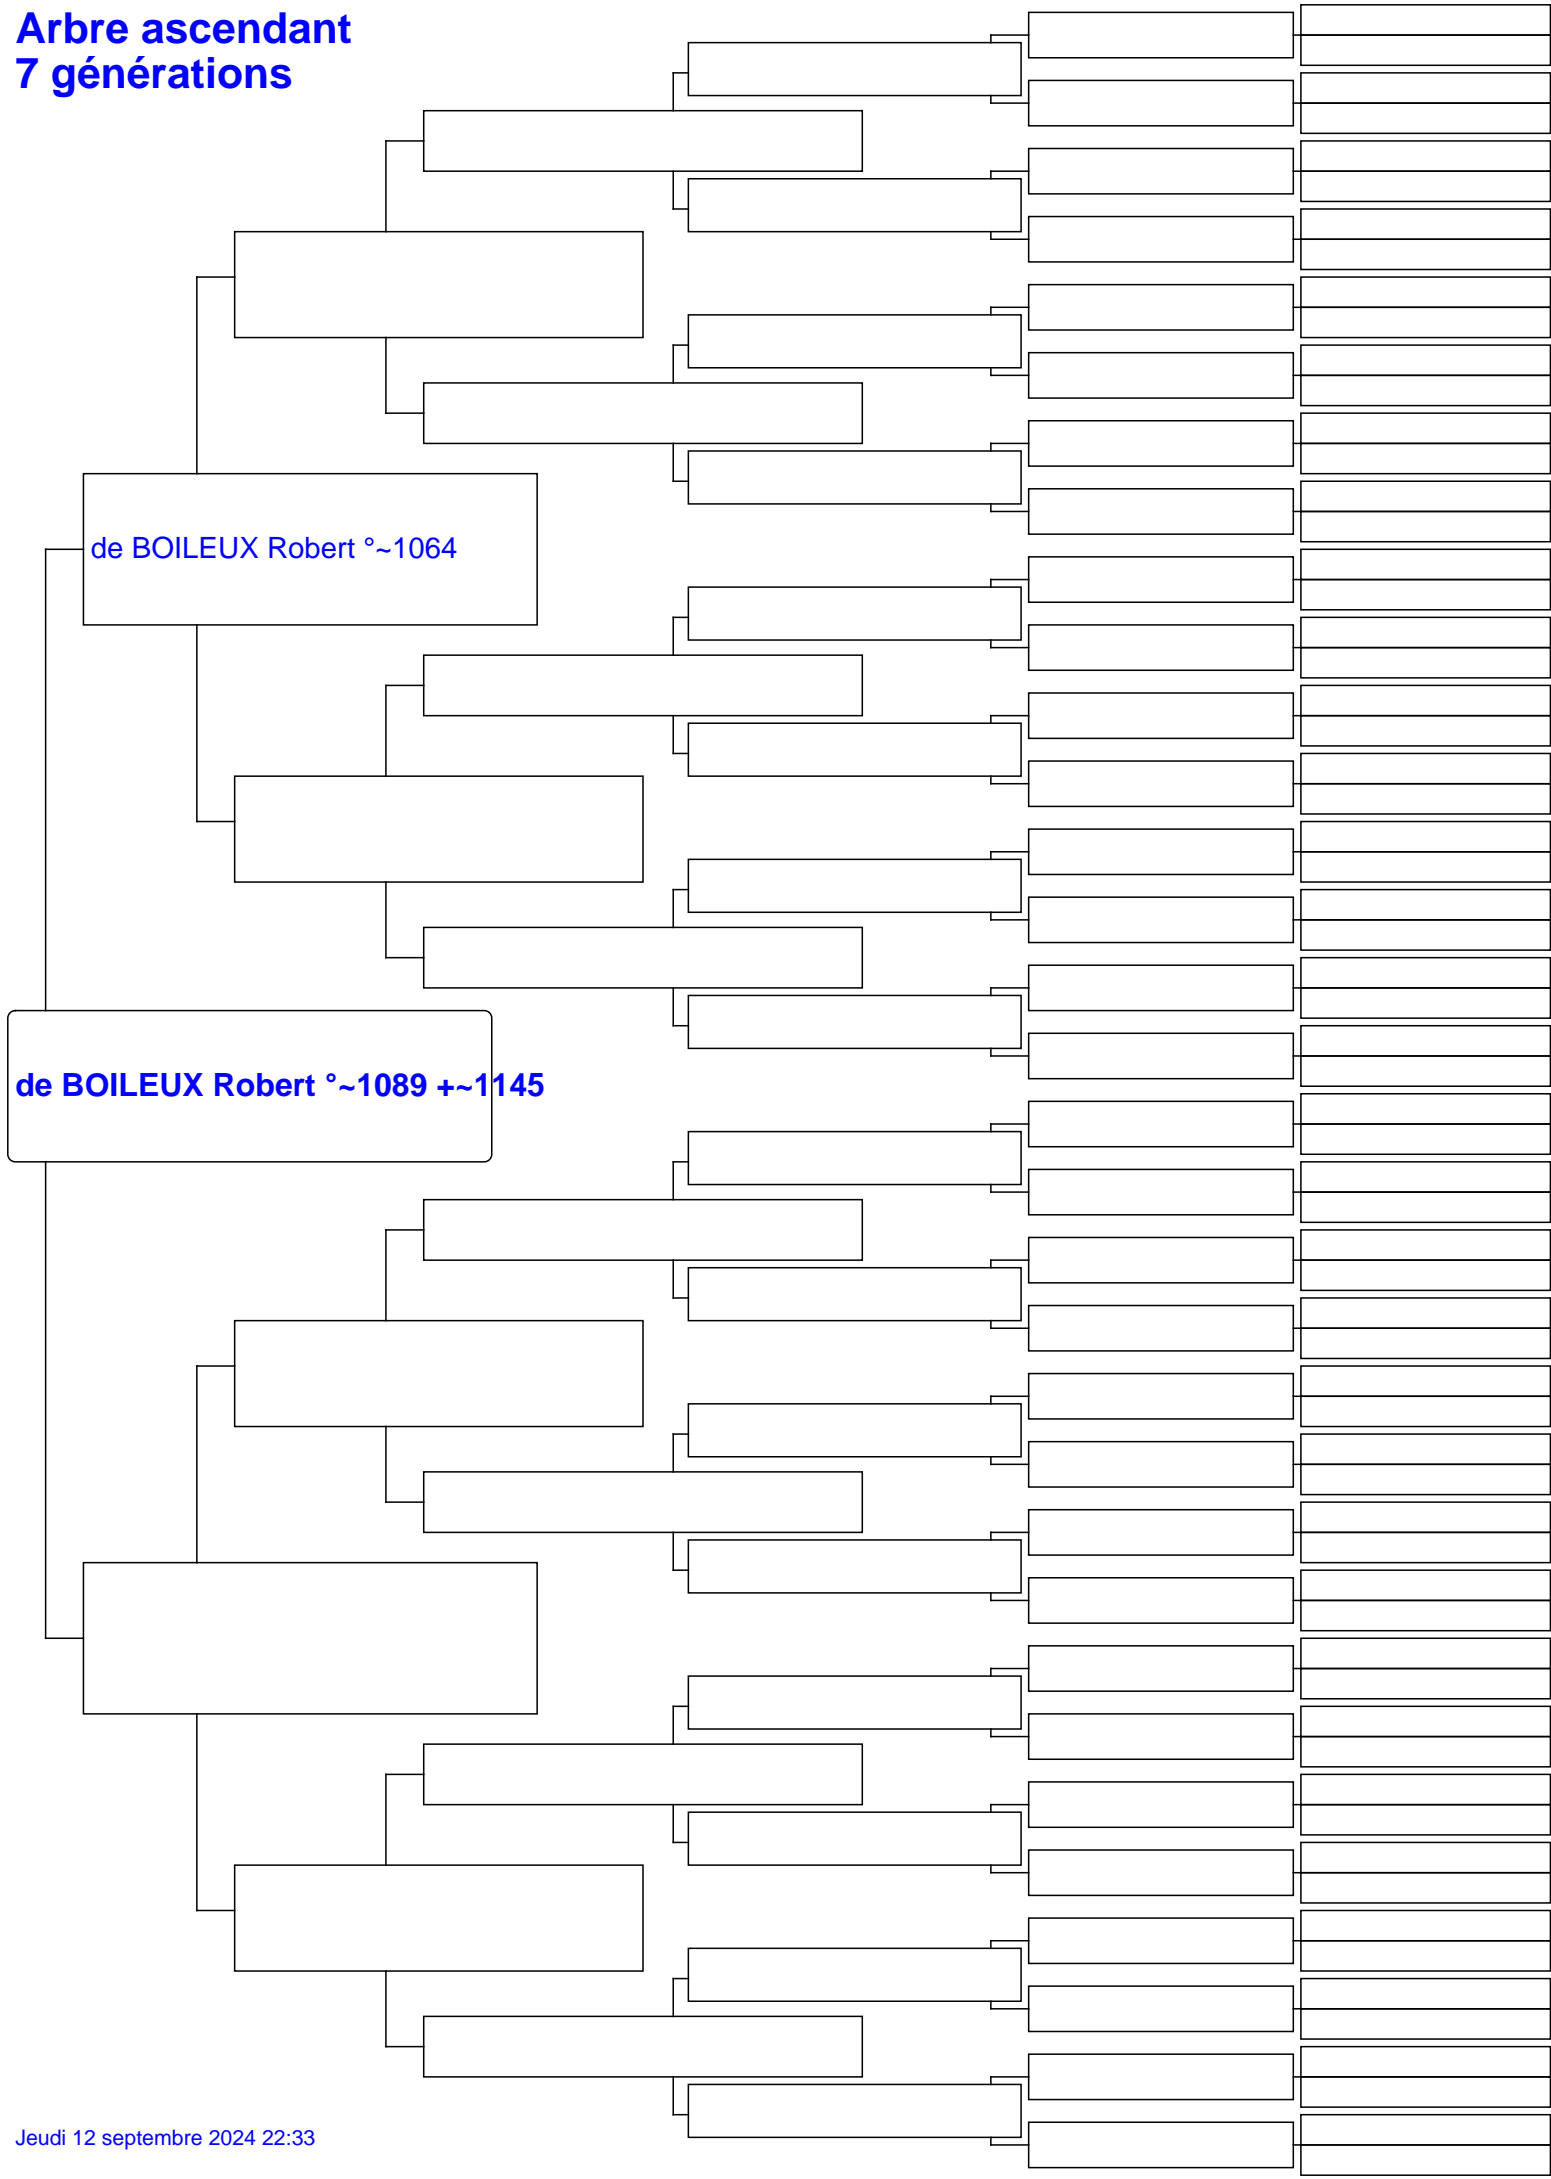 Arbre ascendant
7 générations
de BOILEUX Robert °~1064
de BOILEUX Robert °~1089 +~1145
Jeudi 12 septembre 2024 22:33